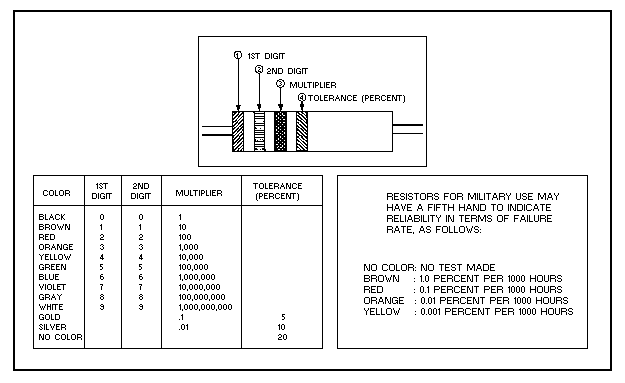 ① 1ST DIGIT
② 2ND DIGIT
③ MULTIPLIER
④ TOLERANCE (PERCENT)
COLOR 1ST DIGIT 2ND DIGIT MULTIPLIER TOLERANCE (PERCENT)
BLACK 0 0 1
BROWN 1 1 10
RED 2 2 100
ORANGE 3 3 1,000
YELLOW 4 4 10,000
GREEN 5 5 100,000
BLUE 6 6 1,000,000
VIOLET 7 7 10,000,000
GRAY 8 8 100,000,000
WHITE 9 9 1,000,000,000
GOLD .1 5
SILVER .01 10
NO COLOR 20
RESISTORS FOR MILITARY USE MAY
HAVE A FIFTH HAND TO INDICATE
RELIABILITY IN TERMS OF FAILURE
RATE, AS FOLLOWS:
NO COLOR: NO TEST MADE
BROWN : 1.0 PERCENT PER 1000 HOURS
RED : 0.1 PERCENT PER 1000 HOURS
ORANGE : 0.01 PERCENT PER 1000 HOURS
YELLOW : 0.001 PERCENT PER 1000 HOURS